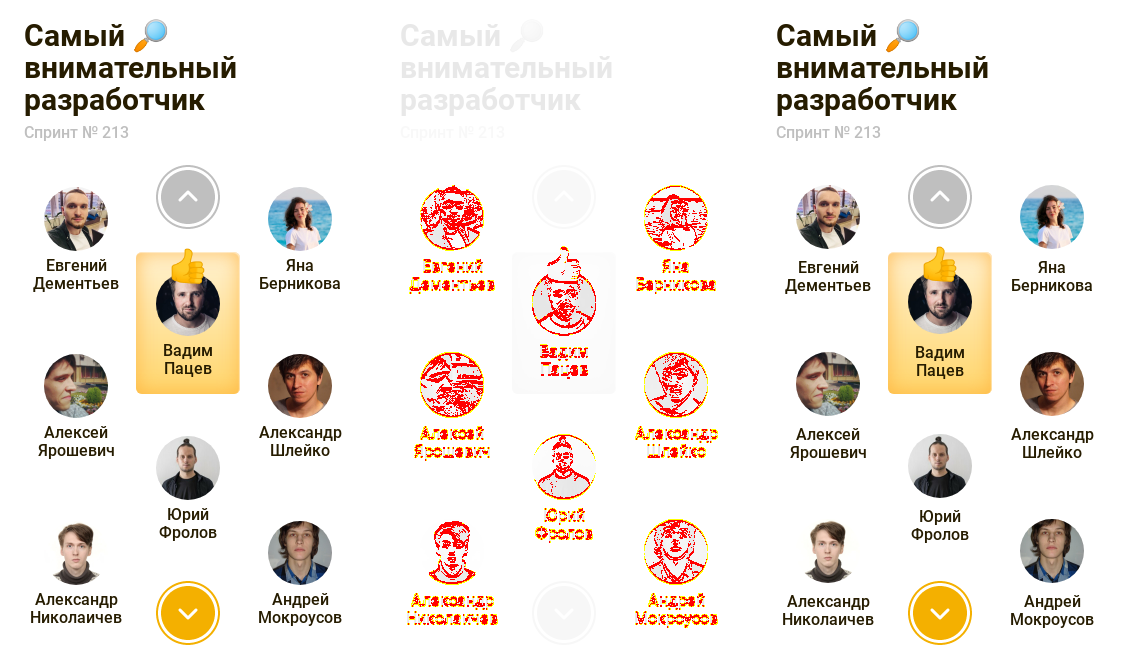 Самый
внимательный
разработчик
Спринт № 213
Евгений
Дементьев
Яна
Берникова
Вадим
Пацев
Алексей
Ярошевич
Александр
Шлейко
Юрий
Фролов
Александр
Николаичев
Андрей
Мокроусов
Самый
внимательный
разработчик
Спринт № 213
Евгений
Дементьев
Яна
Берникова
Вадим
Пацев
Алексей
Ярошевич
Александр
Шлейко
Юрий
Фролов
Александр
Николаичев
Андрей
Мокроусов
Самый
внимательный
разработчик
Спринт № 213
Евгений
Дементьев
Яна
Берникова
Вадим
Пацев
Алексей
Ярошевич
Александр
Шлейко
Юрий
Фролов
Александр
Николаичев
Андрей
Мокроусов